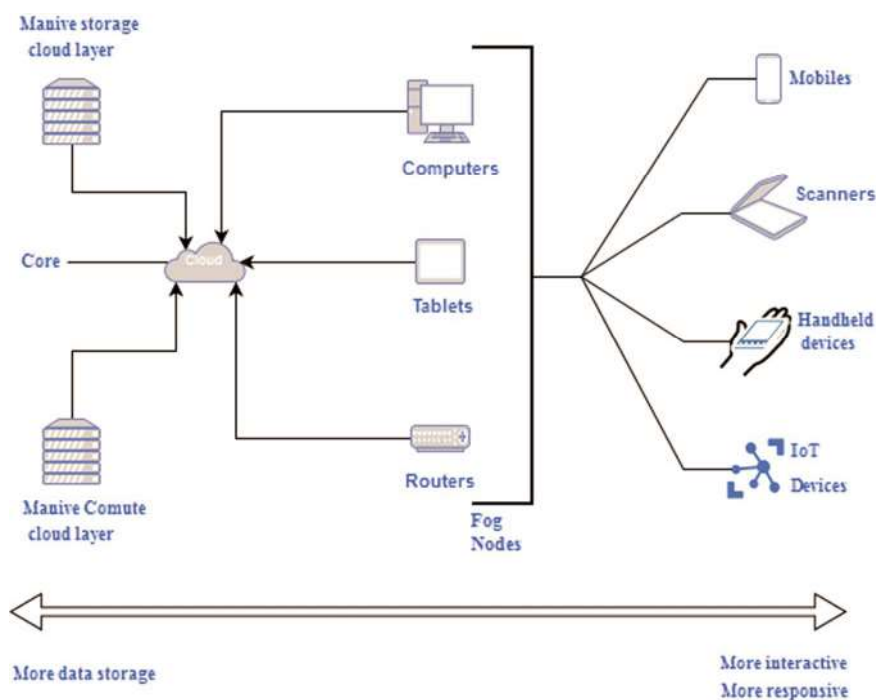 Manive storage
cloud layer
Mobiles
Computers
Scanners
Core
Cloud
Tablets
Handheld
devices
IoT
Devices
Routers
Manive Comute
cloud layer
Fog
Nodes
More data storage
More interactive
More responsive